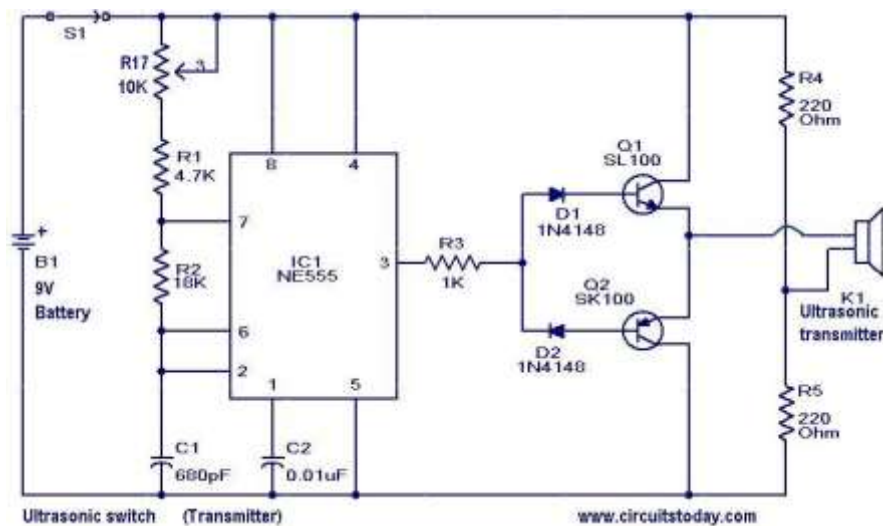 S1
R17
10K
3
R4
220
Ohm
Q1
SL100
R1
4.7K
8
4
7
D1
1N4148
B1
9V
Battery
R2
18K
IC1
NE555
3
R3
1K
Q2
SK100
K1
Ultrasonic
transmitter
6
2
D2
1N4148
1
5
R5
220
Ohm
C1
680pF
C2
0.01uF
Ultrasonic switch (Transmitter)
www.circuitstoday.com